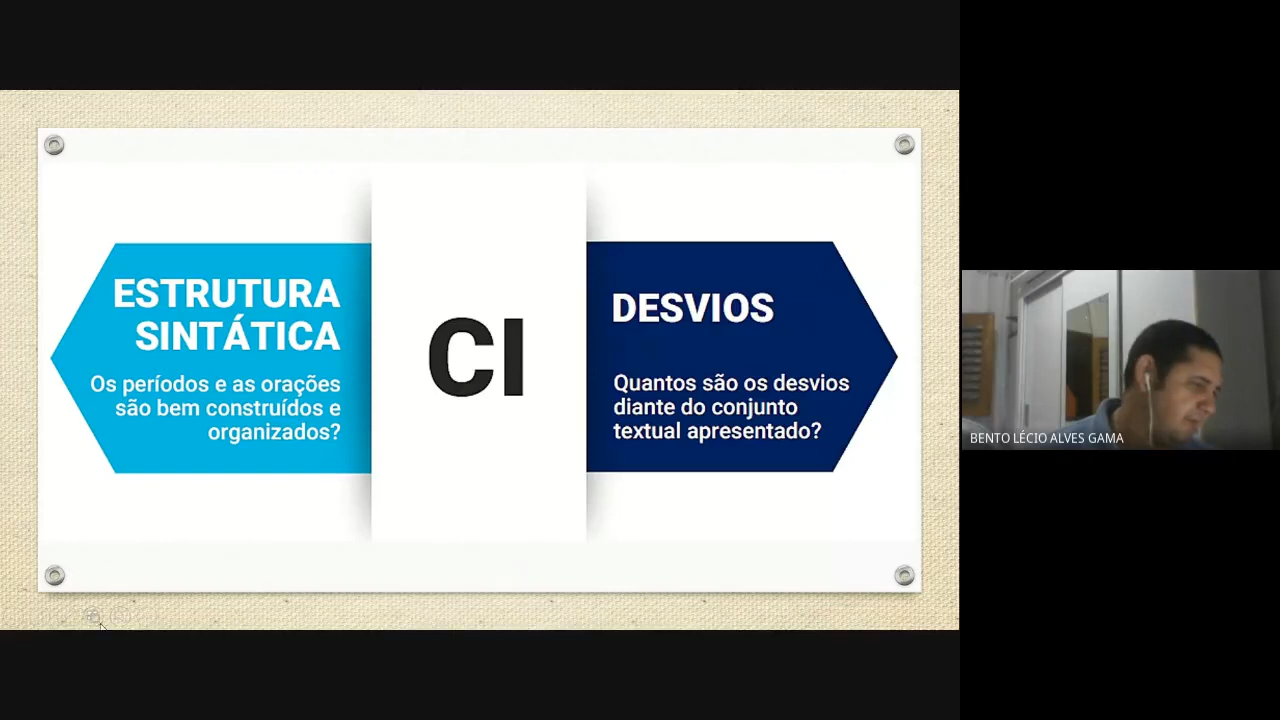 ESTRUTURA
SINTÁTICA
Os períodos e as orações
são bem construídos e
organizados?
CI
DESVIOS
Quantos são os desvios
diante do conjunto
textual apresentado?
BENTO LÉCIO ALVES GAMA